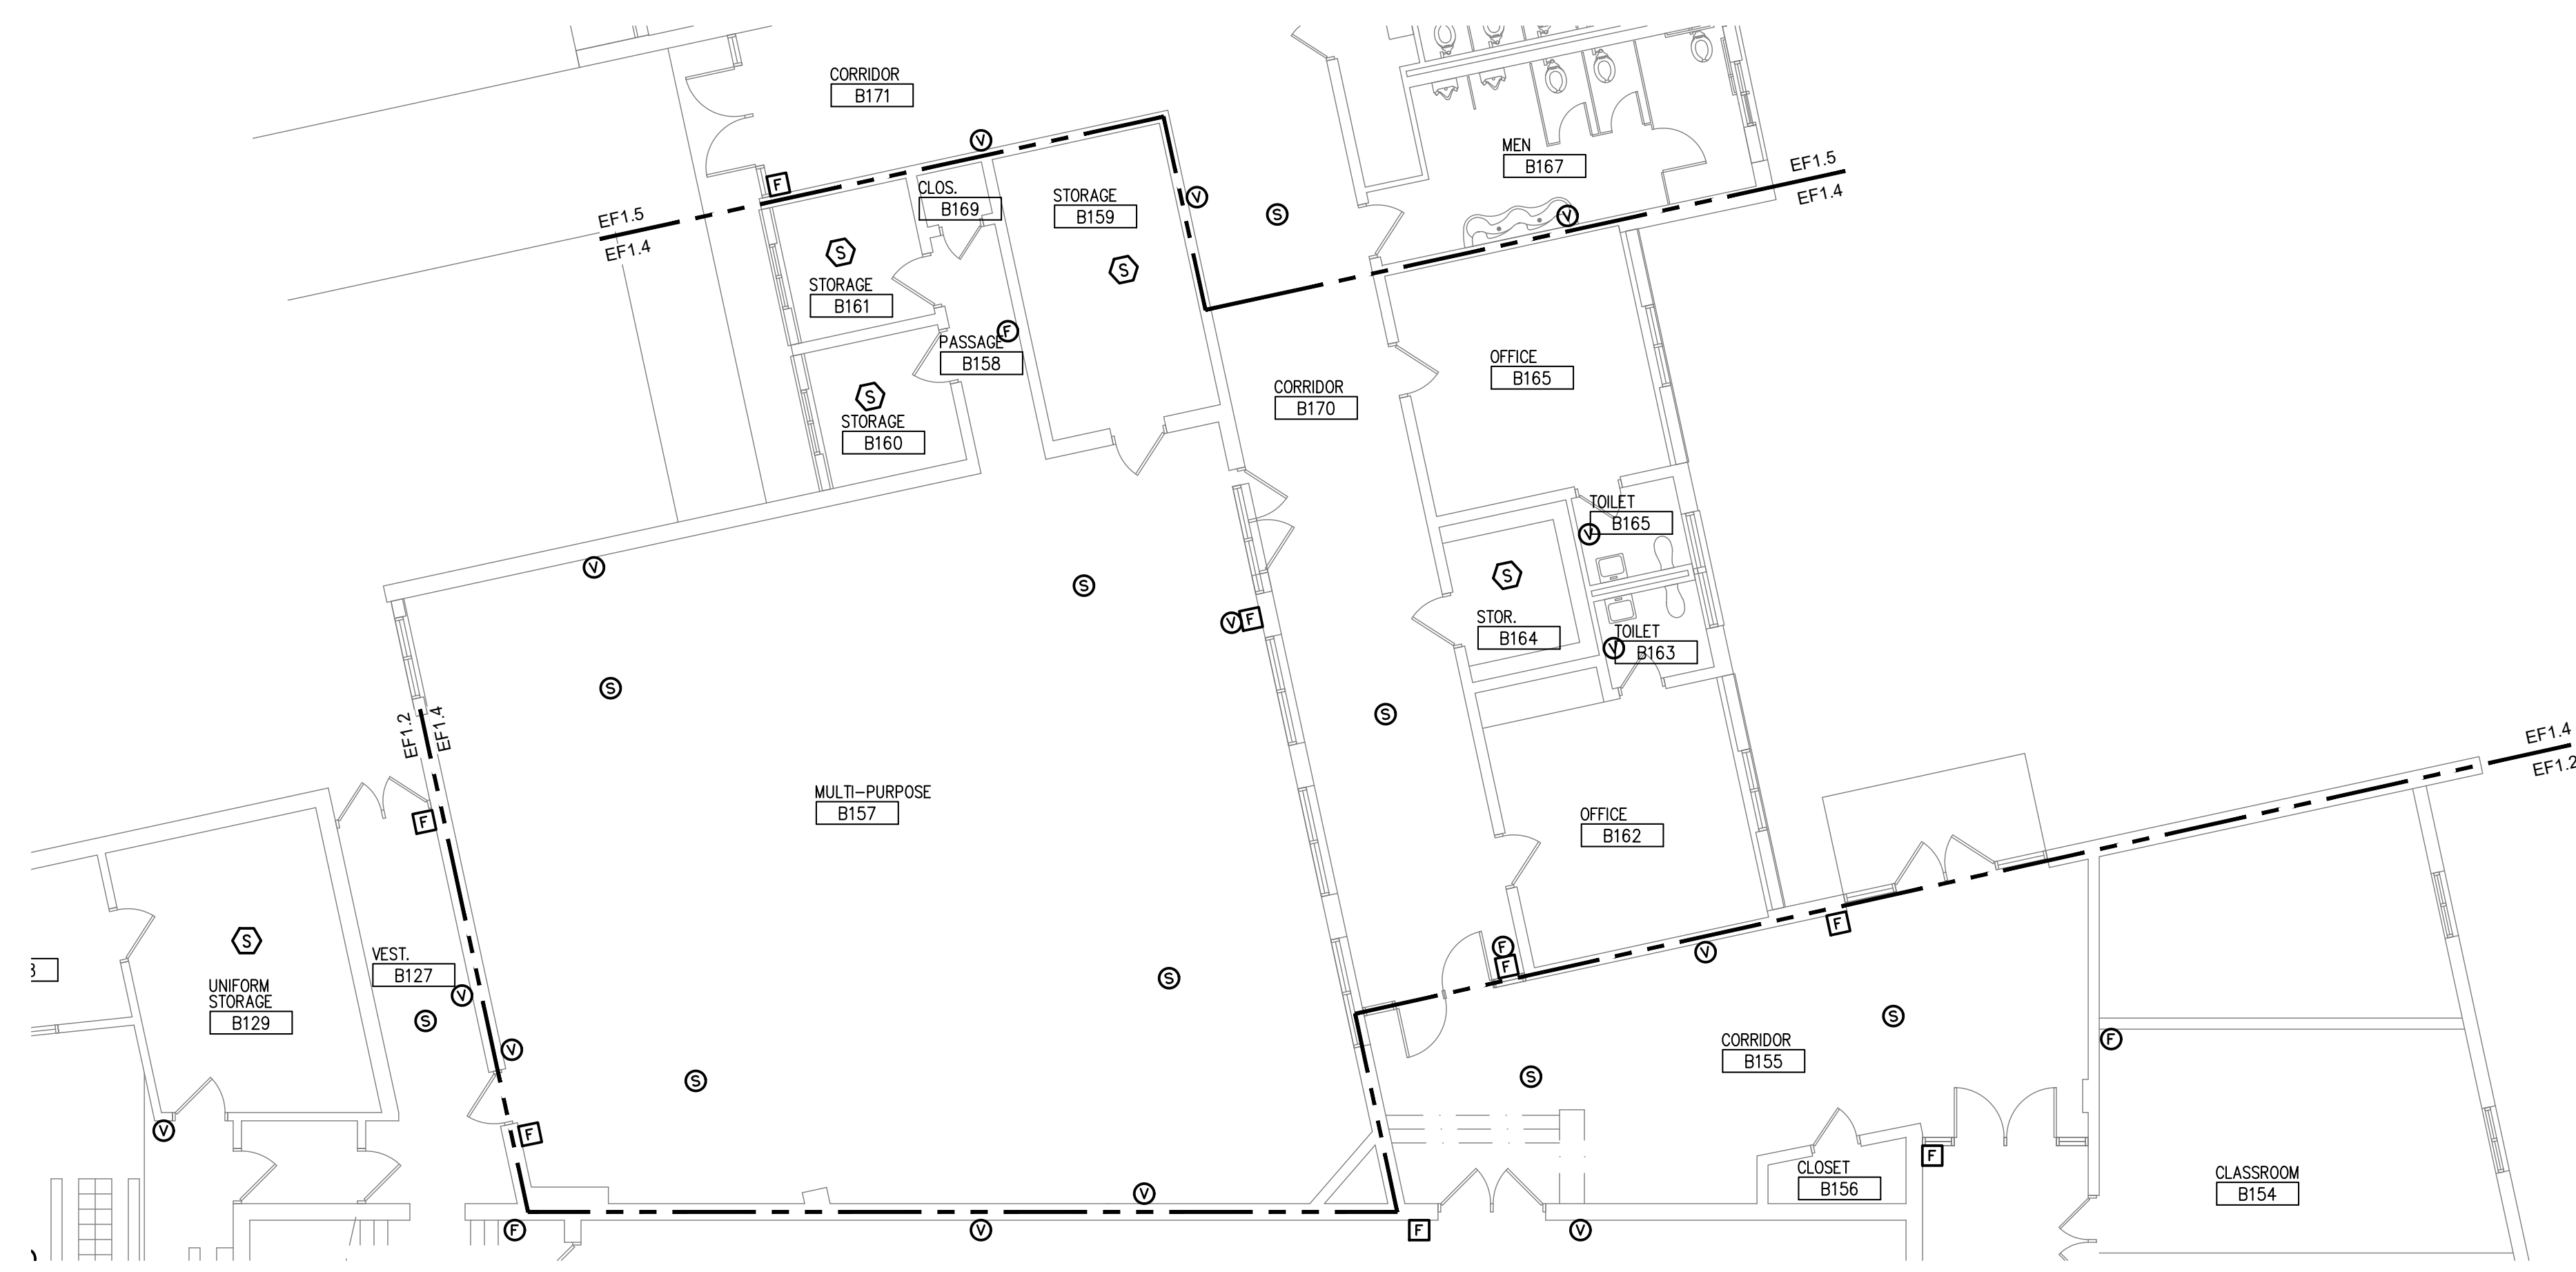 CORRIDOR
B171
MEN
B167
EF1.5
EF1.4
V
F
CLOS.
B169
STORAGE
B159
V
S
V
EF1.5
EF1.4
S
STORAGE
B161
S
F
PASSAGE
B158
OFFICE
B165
CORRIDOR
B170
S
STORAGE
B160
TOILET
B165
V
V
S
S
V
F
STOR.
B164
TOILET
B163
V
S
S
EF1.2
EF1.4
EF1.4
EF1.2
F
MULTI-PURPOSE
B157
OFFICE
B162
S
VEST.
B127
V
S
UNIFORM
STORAGE
B129
V
S
F
F
V
F
S
CORRIDOR
B155
F
S
S
V
F
F
CLOSET
B156
CLASSROOM
B154
V
F
V
F
V